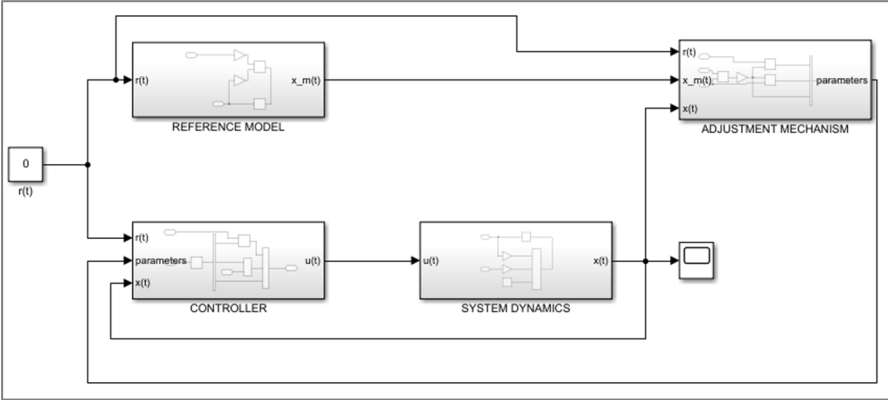 r(t)
x_m(t)
REFERENCE MODEL
r(t)
x_m(t)
x(t)
parameters
ADJUSTMENT MECHANISM
0
r(t)
r(t)
parameters
x(t)
u(t)
CONTROLLER
u(t)
x(t)
SYSTEM DYNAMICS